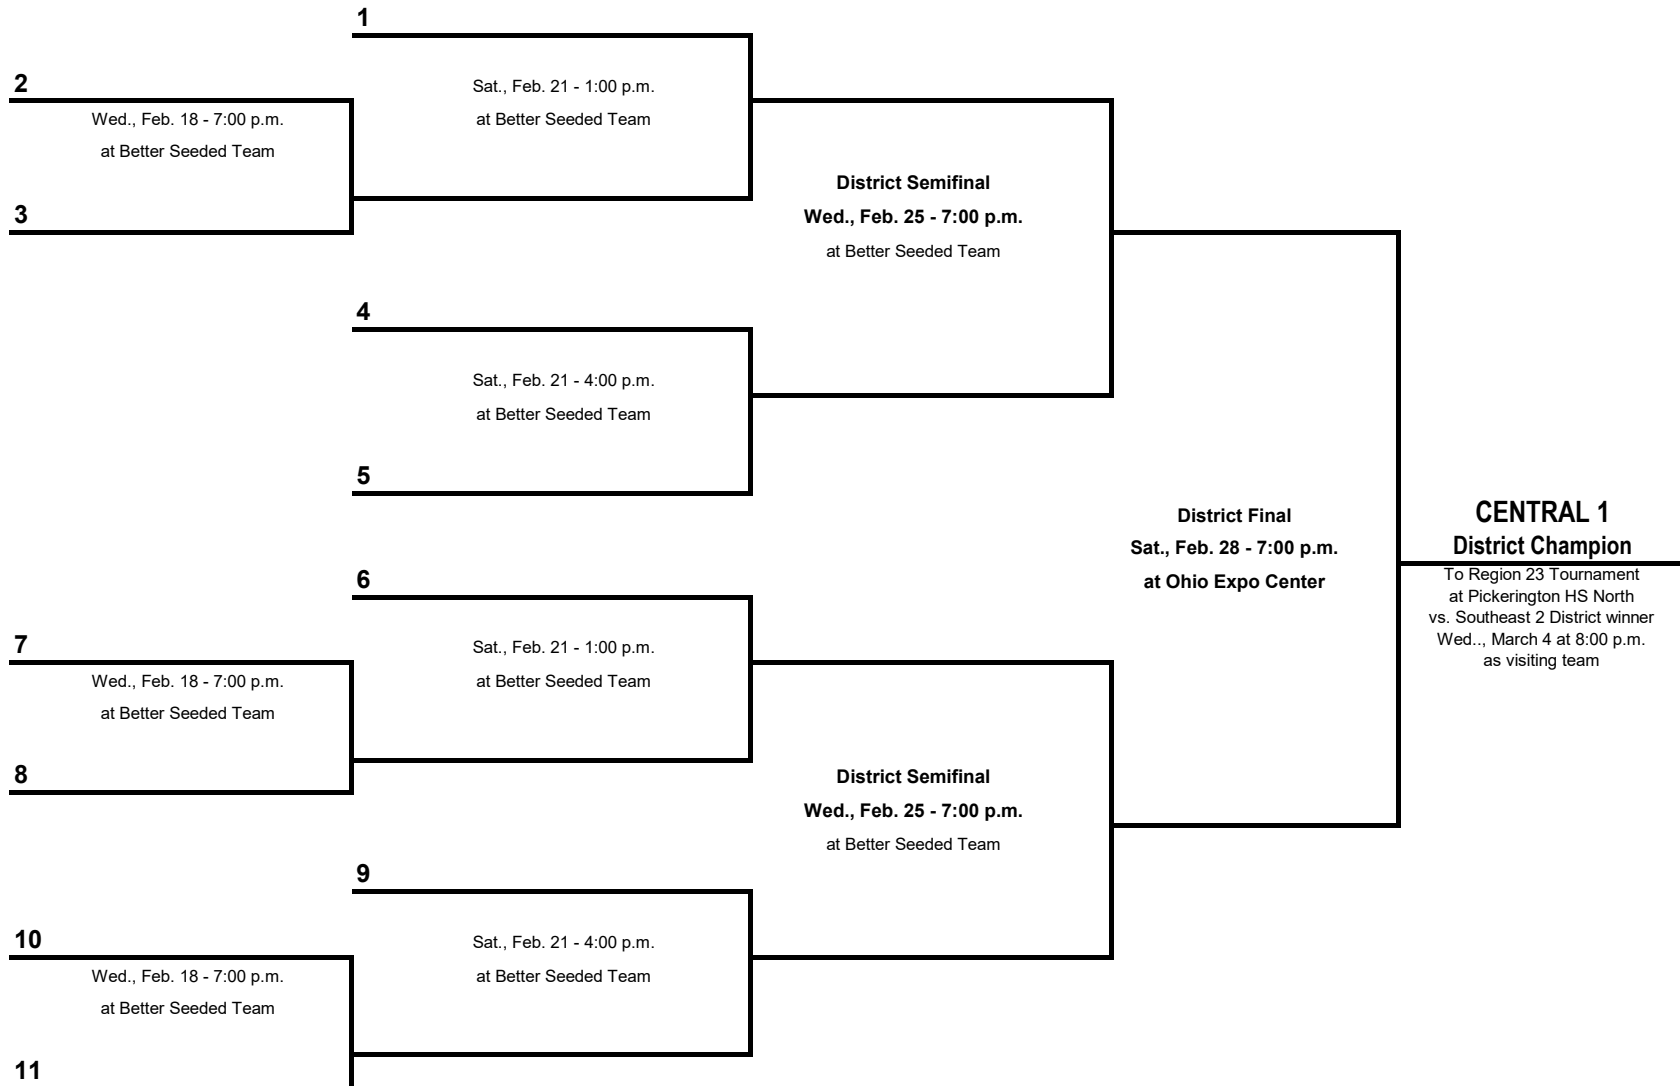 1
2
Wed., Feb. 18 - 7:00 p.m.
at Better Seeded Team
3
Sat., Feb. 21 - 1:00 p.m.
at Better Seeded Team
4
Sat., Feb. 21 - 4:00 p.m.
at Better Seeded Team
5
District Semifinal
Wed., Feb. 25 - 7:00 p.m.
at Better Seeded Team
6
7
Wed., Feb. 18 - 7:00 p.m.
at Better Seeded Team
8
Sat., Feb. 21 - 1:00 p.m.
at Better Seeded Team
9
10
Wed., Feb. 18 - 7:00 p.m.
at Better Seeded Team
11
Sat., Feb. 21 - 4:00 p.m.
at Better Seeded Team
District Semifinal
Wed., Feb. 25 - 7:00 p.m.
at Better Seeded Team
District Final
Sat., Feb. 28 - 7:00 p.m.
at Ohio Expo Center
CENTRAL 1
District Champion
To Region 23 Tournament
at Pickerington HS North
vs. Southeast 2 District winner
Wed.., March 4 at 8:00 p.m.
as visiting team